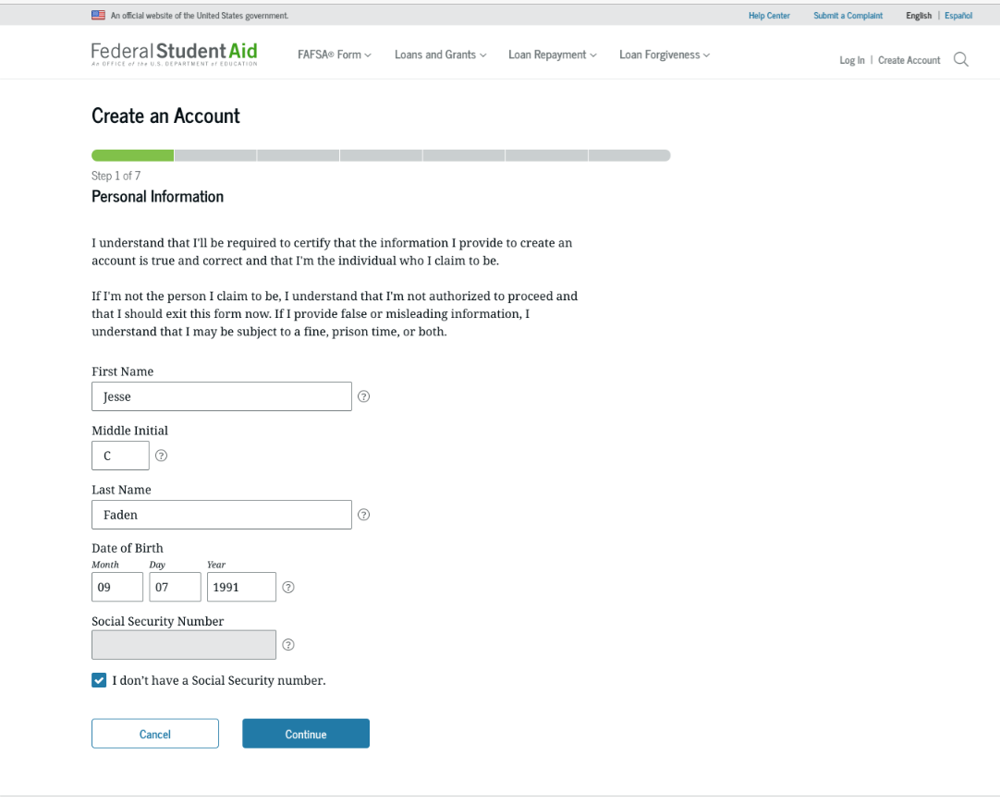 An official website of the United States government.
Help Center
Submit a Complaint
English | Español
Federal Student Aid
An OFFICE of the U.S. DEPARTMENT of EDUCATION
FAFSA® Form
Loans and Grants
Loan Repayment
Loan Forgiveness
Log In | Create Account
Create an Account
Step 1 of 7
Personal Information
I understand that I'll be required to certify that the information I provide to create an
account is true and correct and that I'm the individual who I claim to be.
If I'm not the person I claim to be, I understand that I'm not authorized to proceed and
that I should exit this form now. If I provide false or misleading information, I
understand that I may be subject to a fine, prison time, or both.
First Name
Jesse
?
Middle Initial
C
?
Last Name
Faden
?
Date of Birth
Month Day Year
09 07 1991
?
Social Security Number
?
I don't have a Social Security number.
Cancel
Continue